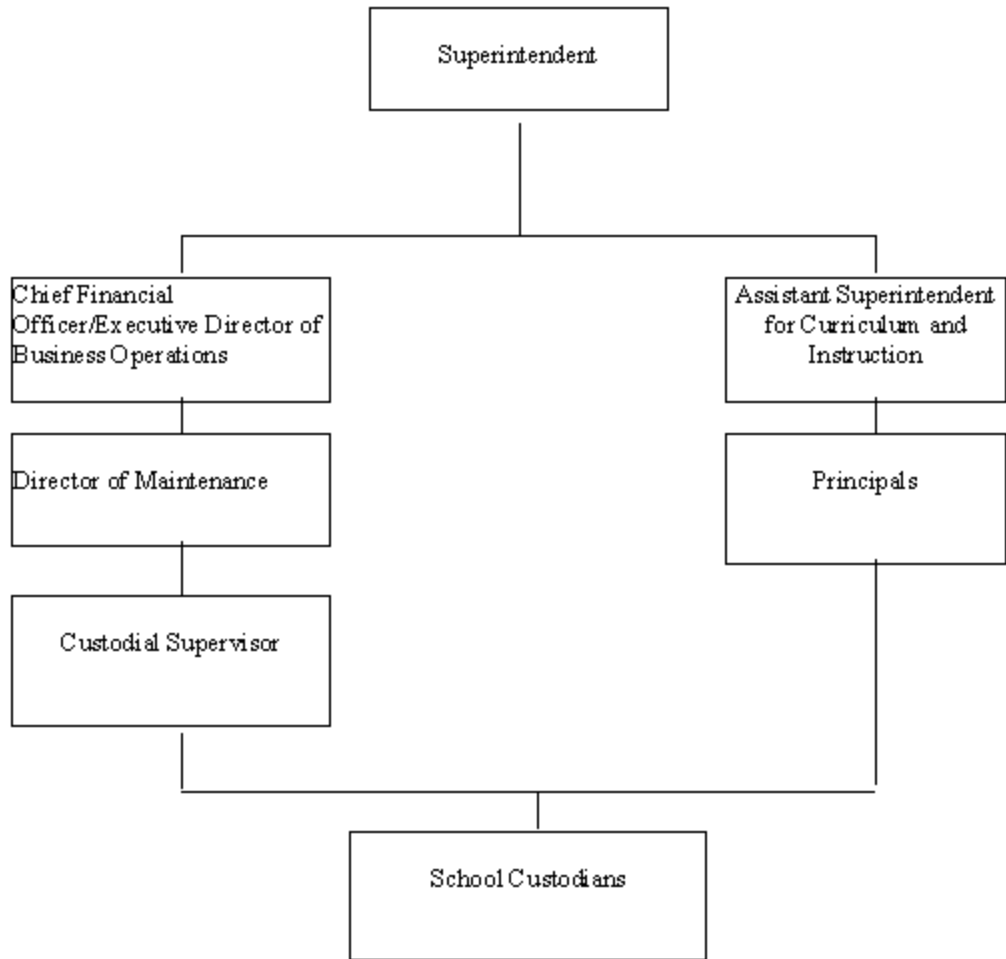 Superintendent
Chief Financial
Officer/Executive Director of
Business Operations
Assistant Superintendent
for Curriculum and
Instruction
Director of Maintenance
Principals
Custodial Supervisor
School Custodians